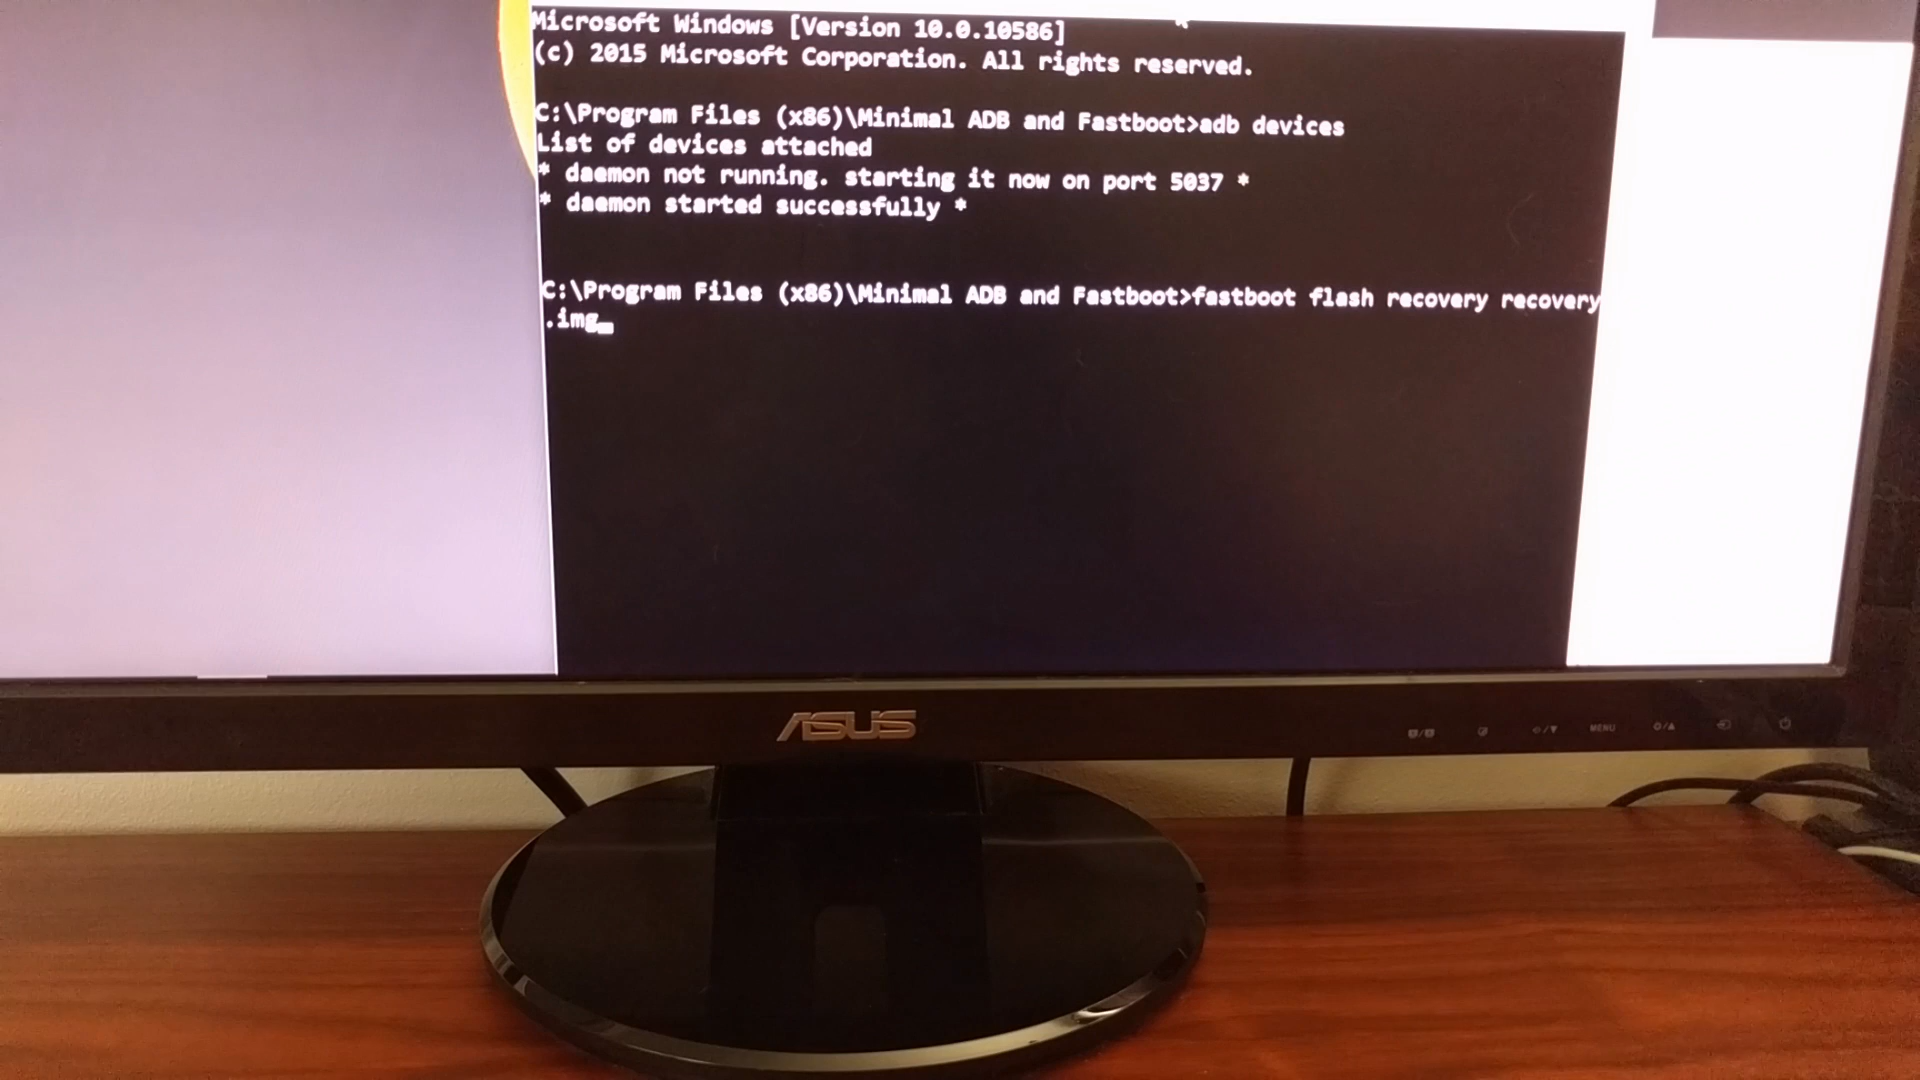 Microsoft Windows [Version 10.0.10586]
(c) 2015 Microsoft Corporation. All rights reserved.
C:\Program Files (x86)\Minimal ADB and Fastboot>adb devices
List of devices attached
* daemon not running. starting it now on port 5037 *
* daemon started successfully *
C:\Program Files (x86)\Minimal ADB and Fastboot>fastboot flash recovery recovery
.img
ASUS
MENU